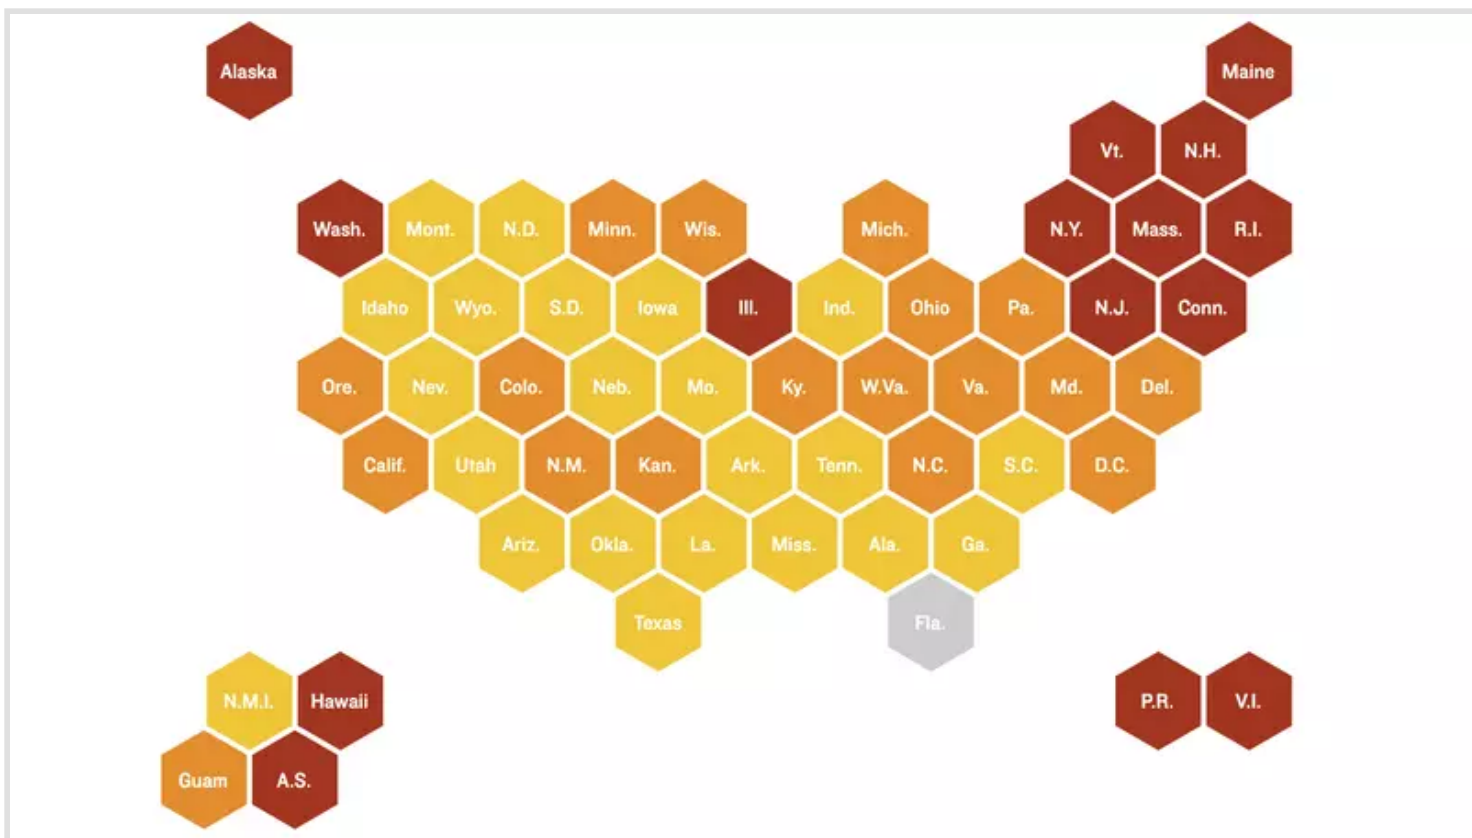 Alaska Maine
Vt. N.H.
Wash. Mont. N.D. Minn. Wis. Mich. N.Y. Mass. R.I.
Idaho Wyo. S.D. Iowa Ill. Ind. Ohio Pa. N.J. Conn.
Ore. Nev. Colo. Neb. Mo. Ky. W.Va. Va. Md. Del.
Calif. Utah N.M. Kan. Ark. Tenn. N.C. S.C. D.C.
Ariz. Okla. La. Miss. Ala. Ga.
Texas Fla.
N.M.I. Hawaii P.R. V.I.
Guam A.S.